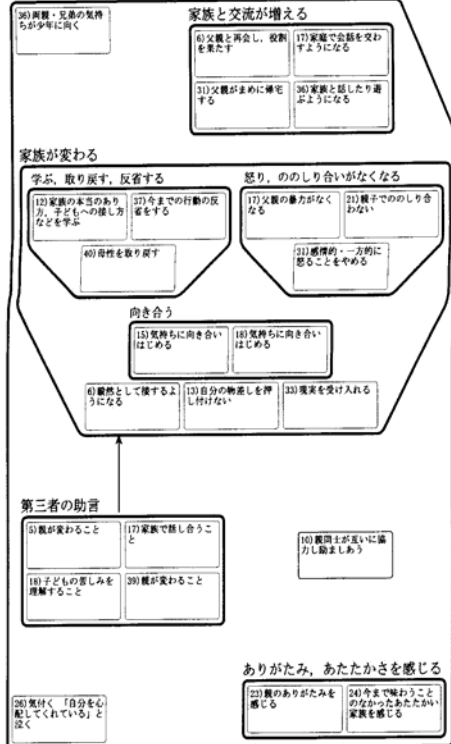 36)両親・兄弟の気持
ちが少年に向く
家族と交流が増える
6)父親と再会し，役割
を果たす
17)家庭で会話を交わ
すようになる
31)父親がまめに帰宅
する
36)家族と話したり遊
ぶようになる
家族が変わる
学ぶ，取り戻す，反省する
12)家族の本当のあり
方，子どもへの接し方
などを学ぶ
37)今までの行動の反
省をする
40)母性を取り戻す
怒り，ののしり合いがなくなる
17)父親の暴力がなく
なる
21)親子でののしり合
わない
31)感情的・一方的に
怒ることをやめる
向き合う
15)気持ちに向き合い
はじめる
18)気持ちに向き合い
はじめる
6)厳然として接するよ
うになる
13)自分の物差しを押
し付けない
33)現実を受け入れる
第三者の助言
5)親が変わること
17)家族で話し合うこ
と
18)子どもの苦しみを
理解すること
39)親が変わること
10)親同士が互いに協
力し励ましあう
ありがたみ，あたたかさを感じる
23)親のありがたみを
感じる
24)今まで味わうこと
のなかったあたたかい
家族を感じる
26)気付く「自分を心
配してくれている」と
泣く